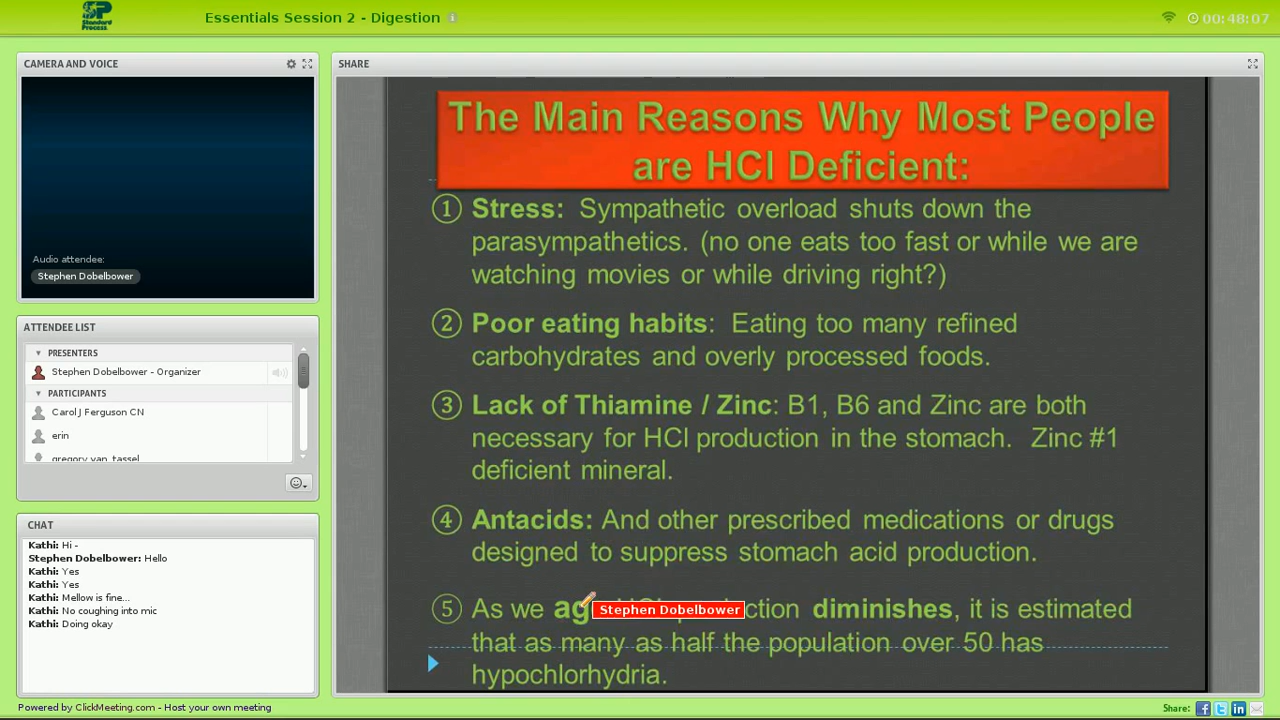 Standard Process
Essentials Session 2 - Digestion
00:48:07
CAMERA AND VOICE
Audio attendee:
Stephen Dobelbower
ATTENDEE LIST
PRESENTERS
Stephen Dobelbower - Organizer
PARTICIPANTS
Carol J Ferguson CN
erin
gregory van_tassel
CHAT
Kathi: Hi -
Stephen Dobelbower: Hello
Kathi: Yes
Kathi: Yes
Kathi: Mellow is fine...
Kathi: No coughing into mic
Kathi: Doing okay
SHARE
The Main Reasons Why Most People
are HCl Deficient:
① Stress: Sympathetic overload shuts down the
parasympathetics. (no one eats too fast or while we are
watching movies or while driving right?)
② Poor eating habits: Eating too many refined
carbohydrates and overly processed foods.
③ Lack of Thiamine / Zinc: B1, B6 and Zinc are both
necessary for HCl production in the stomach. Zinc #1
deficient mineral.
④ Antacids: And other prescribed medications or drugs
designed to suppress stomach acid production.
⑤ As we ag Stephen Dobelbower ction diminishes, it is estimated
that as many as half the population over 50 has
hypochlorhydria.
Powered by ClickMeeting.com - Host your own meeting
Share: